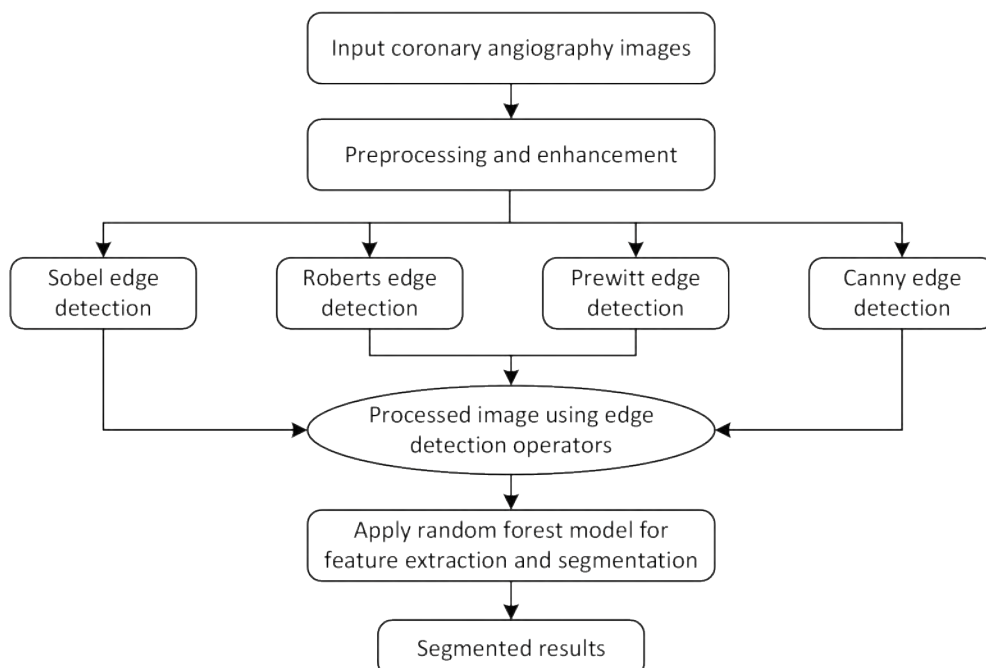 Input coronary angiography images
Preprocessing and enhancement
Sobel edge
detection
Roberts edge
detection
Prewitt edge
detection
Canny edge
detection
Processed image using edge
detection operators
Apply random forest model for
feature extraction and segmentation
Segmented results